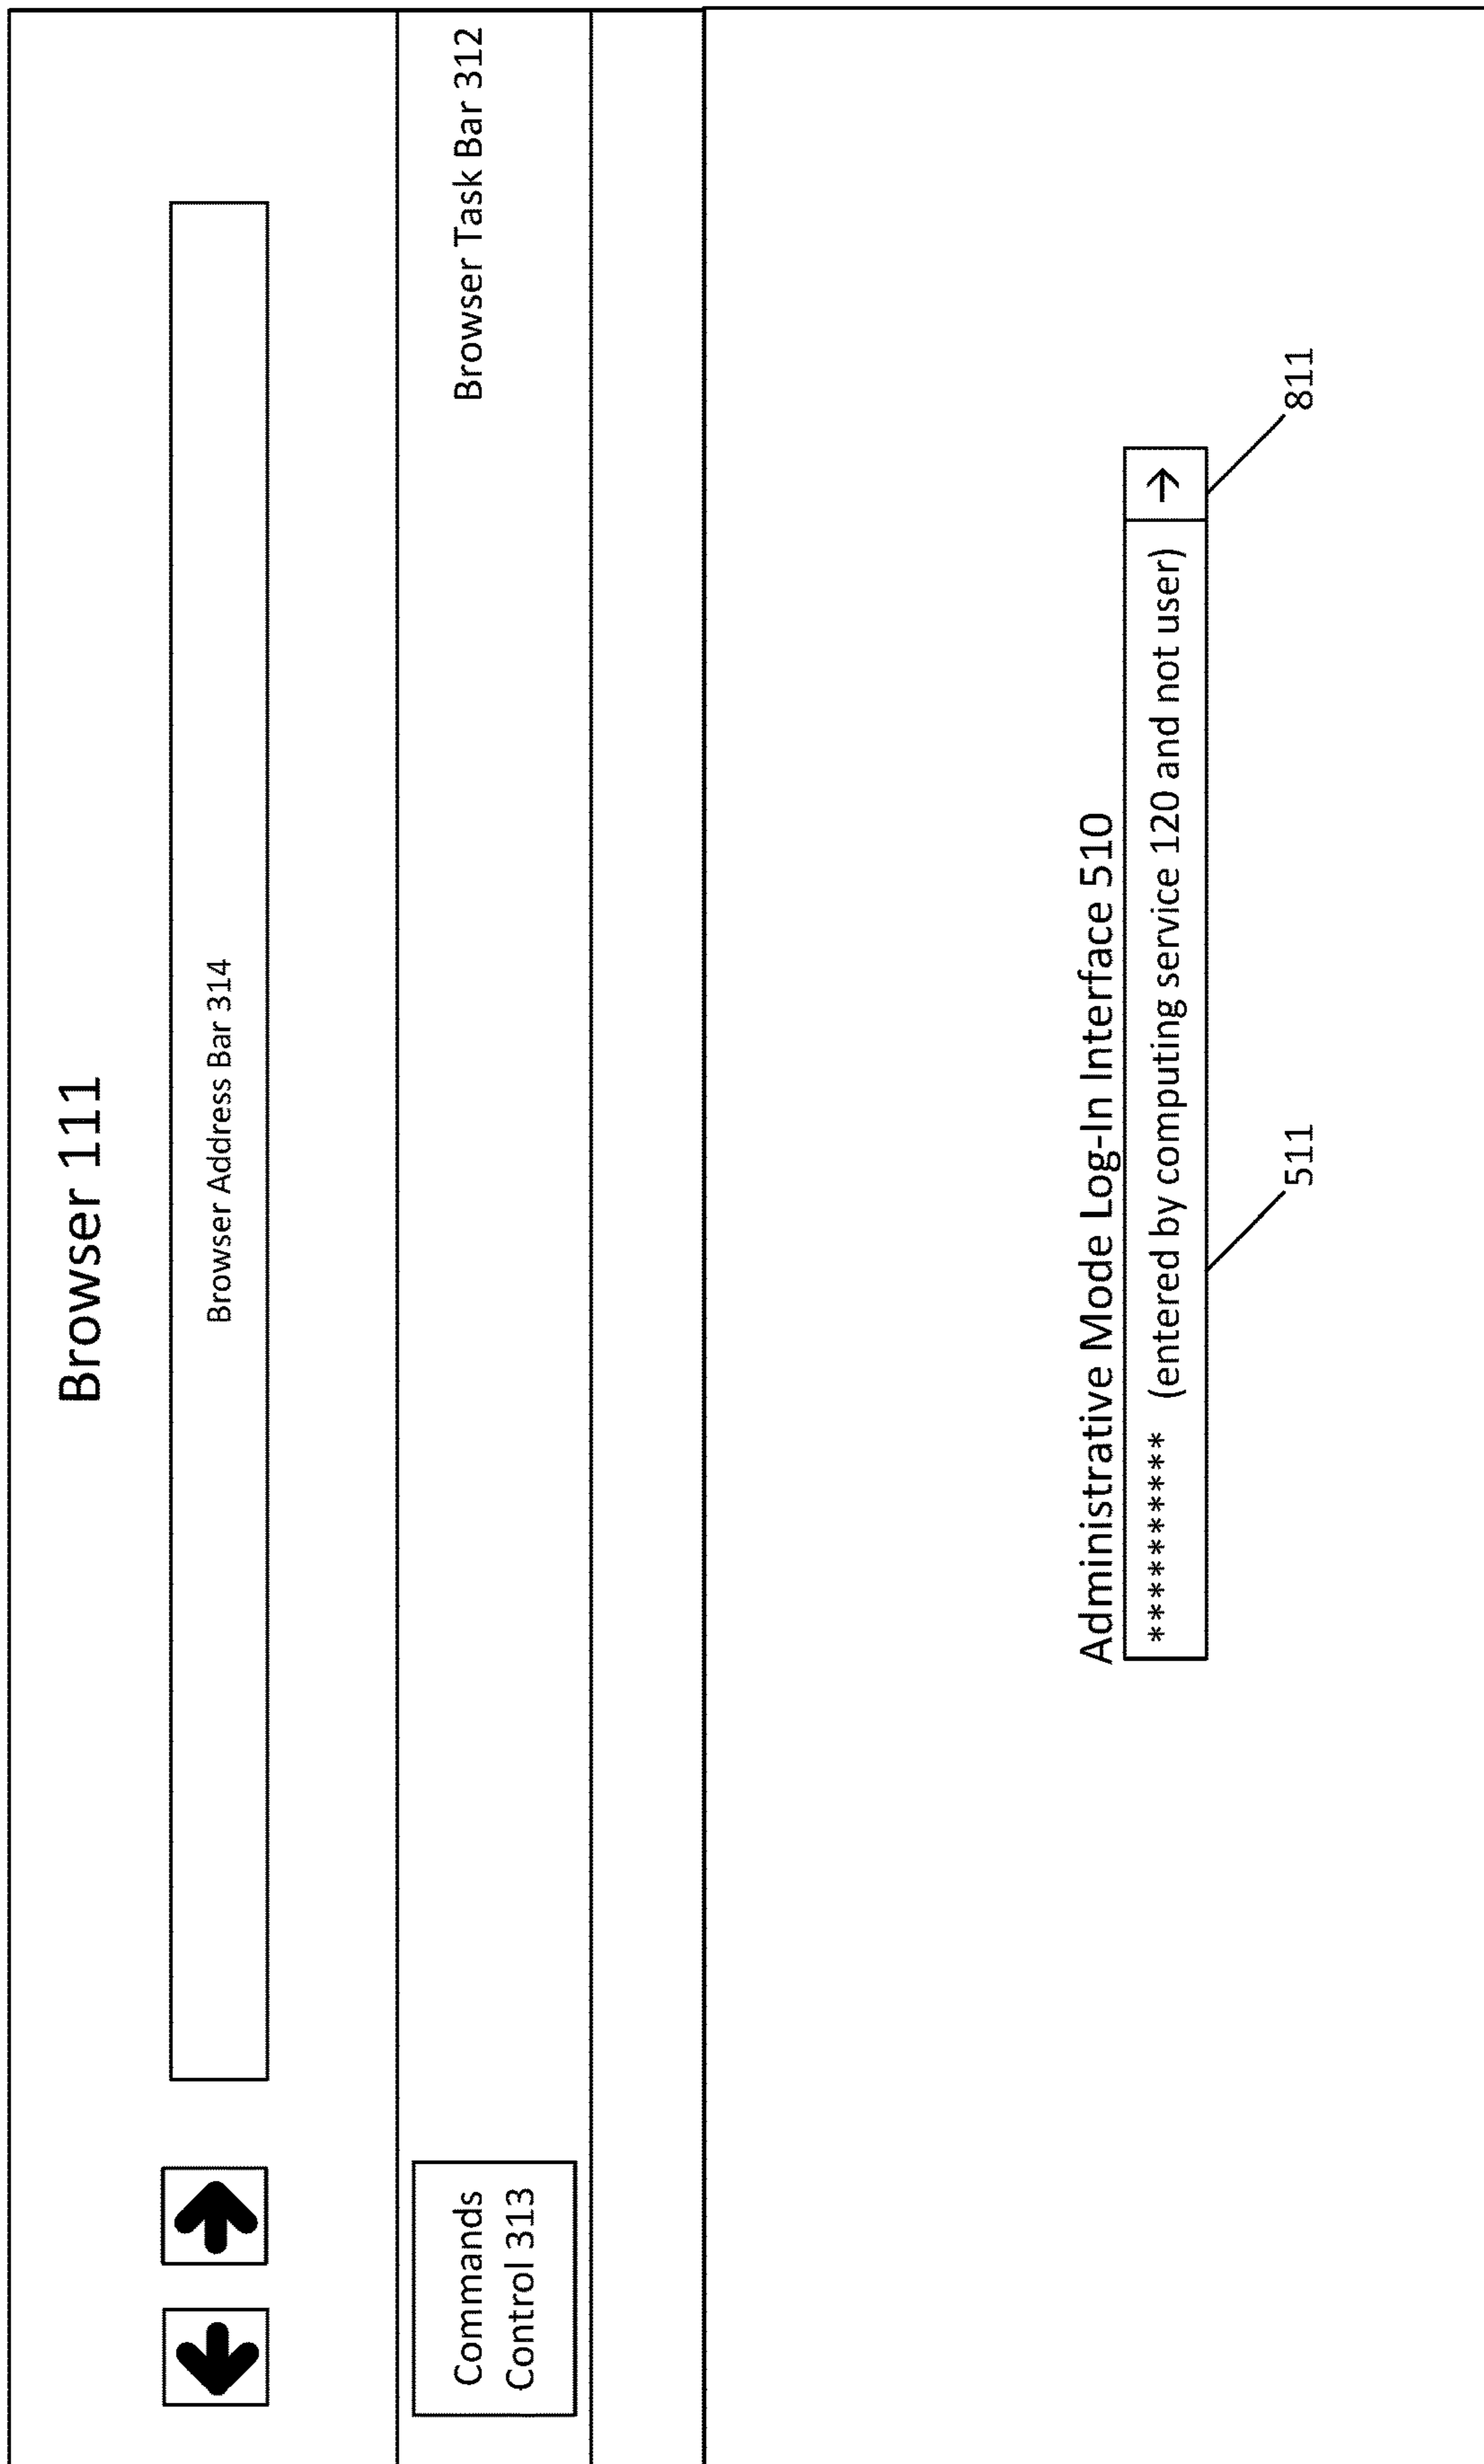 Browser 111
Browser Address Bar 314
Commands
Control 313
Browser Task Bar 312
Administrative Mode Log-In Interface 510
********** (entered by computing service 120 and not user)
511
811